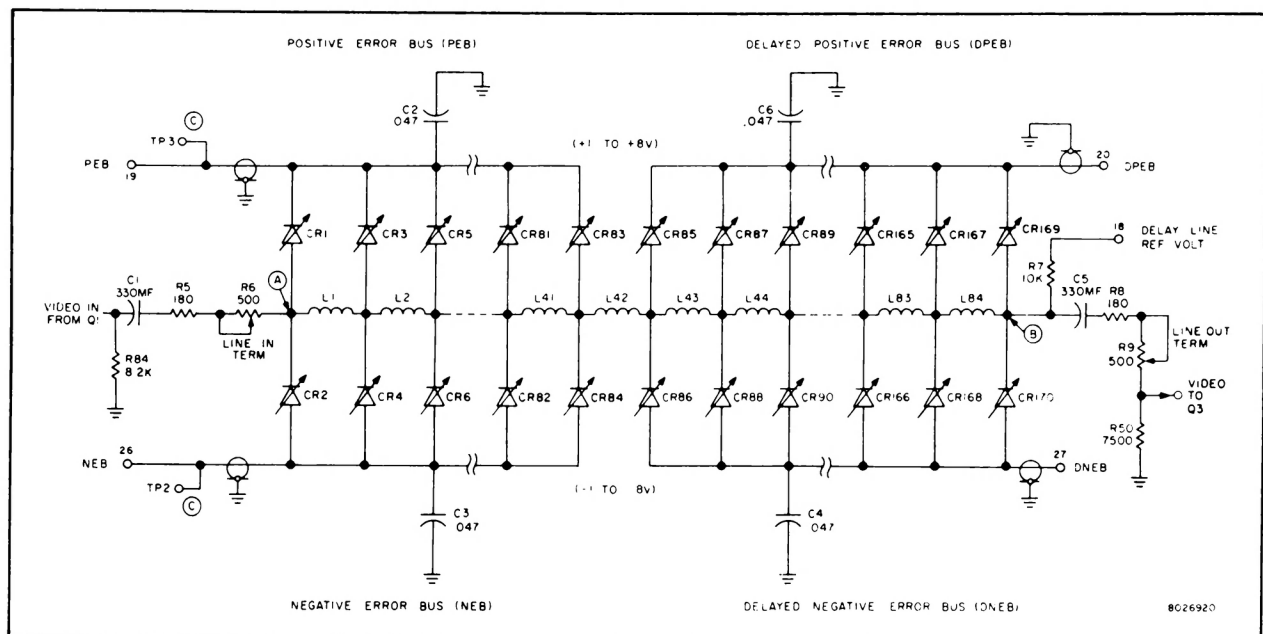 POSITIVE ERROR BUS (PEB)
DELAYED POSITIVE ERROR BUS (DPEB)
C2
.047
C6
.047
C
TP3
(+1 TO +8V)
PEB
19
20
DPEB
CR1
CR3
CR5
CR81
CR83
CR85
CR87
CR89
CR165
CR167
CR169
18
DELAY LINE
REF VOLT
R7
10K
C5
330MF
R8
180
A
C1
330MF
R5
180
R6
500
L1
L2
L41
L42
L43
L44
L83
L84
VIDEO IN
FROM Q1
LINE IN
TERM
B
LINE OUT
TERM
R9
500
R84
8.2K
VIDEO
TO
Q3
CR2
CR4
CR6
CR82
CR84
CR86
CR88
CR90
CR166
CR168
CR170
R50
7500
NEB
26
27
DNEB
TP2
C
(-1 TO 8V)
C3
.047
C4
.047
NEGATIVE ERROR BUS (NEB)
DELAYED NEGATIVE ERROR BUS (DNEB)
8026920